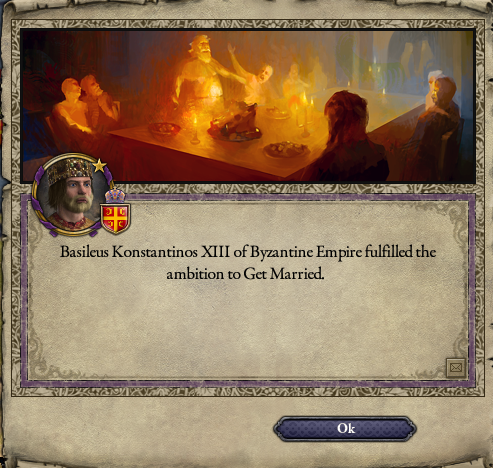 Basileus Konstantinos XIII of Byzantine Empire fulfilled the
ambition to Get Married.
Ok